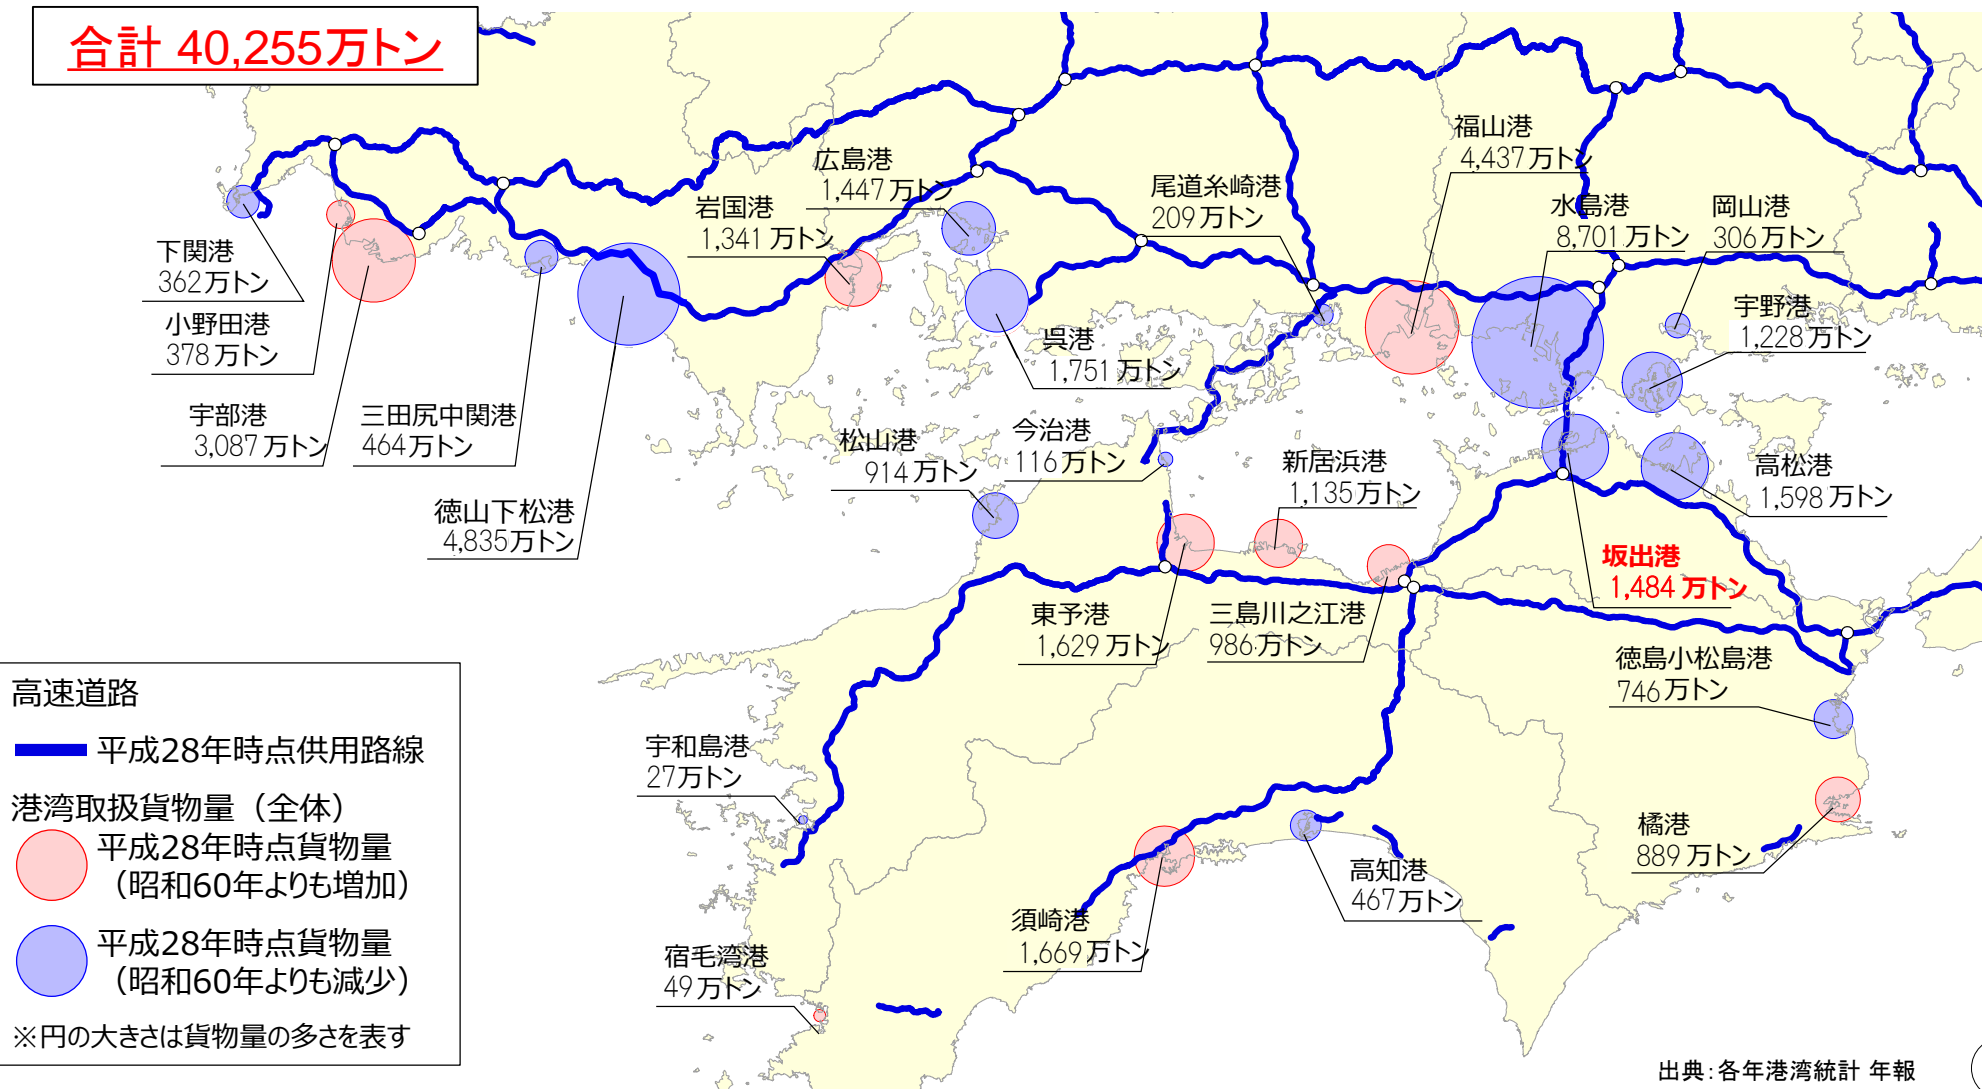 合計 40,255万トン
福山港
4,437万トン
広島港
1,447万トン
尾道糸崎港
209万トン
岩国港
1,341万トン
水島港
8,701万トン
岡山港
306万トン
下関港
362万トン
小野田港
378万トン
宇野港
1,228万トン
呉港
1,751万トン
宇部港
3,087万トン
三田尻中関港
464万トン
松山港
914万トン
今治港
116万トン
新居浜港
1,135万トン
高松港
1,598万トン
徳山下松港
4,835万トン
坂出港
1,484万トン
東予港
1,629万トン
三島川之江港
986万トン
徳島小松島港
746万トン
高速道路
平成28年時点供用路線
港湾取扱貨物量（全体）
平成28年時点貨物量
（昭和60年よりも増加）
平成28年時点貨物量
（昭和60年よりも減少）
※円の大きさは貨物量の多さを表す
宇和島港
27万トン
橘港
889万トン
高知港
467万トン
須崎港
1,669万トン
宿毛湾港
49万トン
出典：各年港湾統計 年報